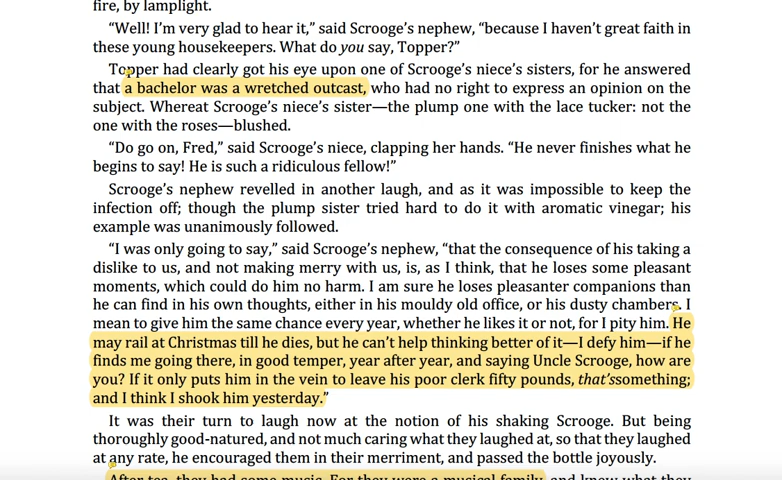 fire, by lamplight.
“Well! I’m very glad to hear it,” said Scrooge’s nephew, “because I haven’t great faith in
these young housekeepers. What do you say, Topper?”
Topper had clearly got his eye upon one of Scrooge’s niece’s sisters, for he answered
that a bachelor was a wretched outcast, who had no right to express an opinion on the
subject. Whereat Scrooge’s niece’s sister—the plump one with the lace tucker: not the
one with the roses—blushed.
“Do go on, Fred,” said Scrooge’s niece, clapping her hands. “He never finishes what he
begins to say! He is such a ridiculous fellow!”
Scrooge’s nephew revelled in another laugh, and as it was impossible to keep the
infection off; though the plump sister tried hard to do it with aromatic vinegar; his
example was unanimously followed.
“I was only going to say,” said Scrooge’s nephew, “that the consequence of his taking a
dislike to us, and not making merry with us, is, as I think, that he loses some pleasant
moments, which could do him no harm. I am sure he loses pleasanter companions than
he can find in his own thoughts, either in his mouldy old office, or his dusty chambers. I
mean to give him the same chance every year, whether he likes it or not, for I pity him. He
may rail at Christmas till he dies, but he can’t help thinking better of it—I defy him—if he
finds me going there, in good temper, year after year, and saying Uncle Scrooge, how are
you? If it only puts him in the vein to leave his poor clerk fifty pounds, that’ssomething;
and I think I shook him yesterday.”
It was their turn to laugh now at the notion of his shaking Scrooge. But being
thoroughly good-natured, and not much caring what they laughed at, so that they laughed
at any rate, he encouraged them in their merriment, and passed the bottle joyously.
After tea, they had some music. For they were a musical family, and knew what they